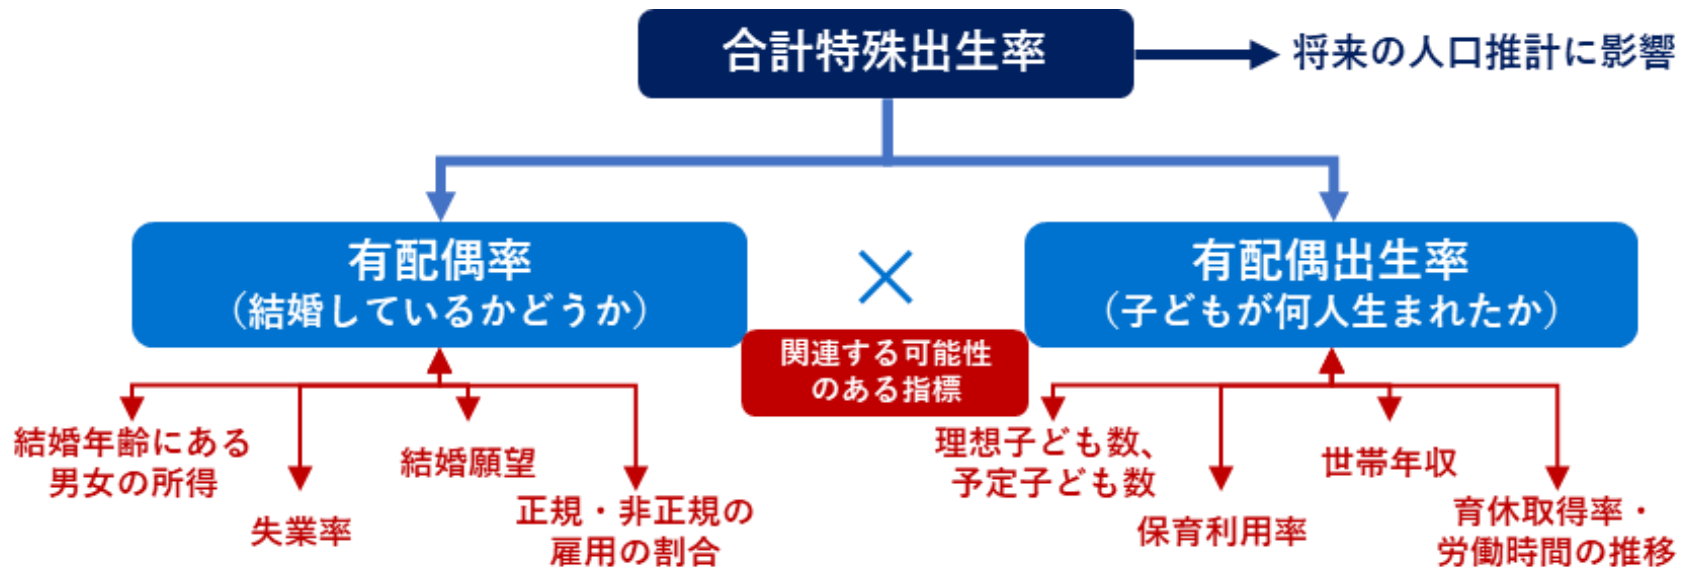 合計特殊出生率
将来の人口推計に影響
有配偶率
（結婚しているかどうか）
×
有配偶出生率
（子どもが何人生まれたか）
関連する可能性
のある指標
結婚年齢にある
男女の所得
失業率
結婚願望
正規・非正規の
雇用の割合
理想子ども数、
予定子ども数
保育利用率
世帯年収
育休取得率・
労働時間の推移